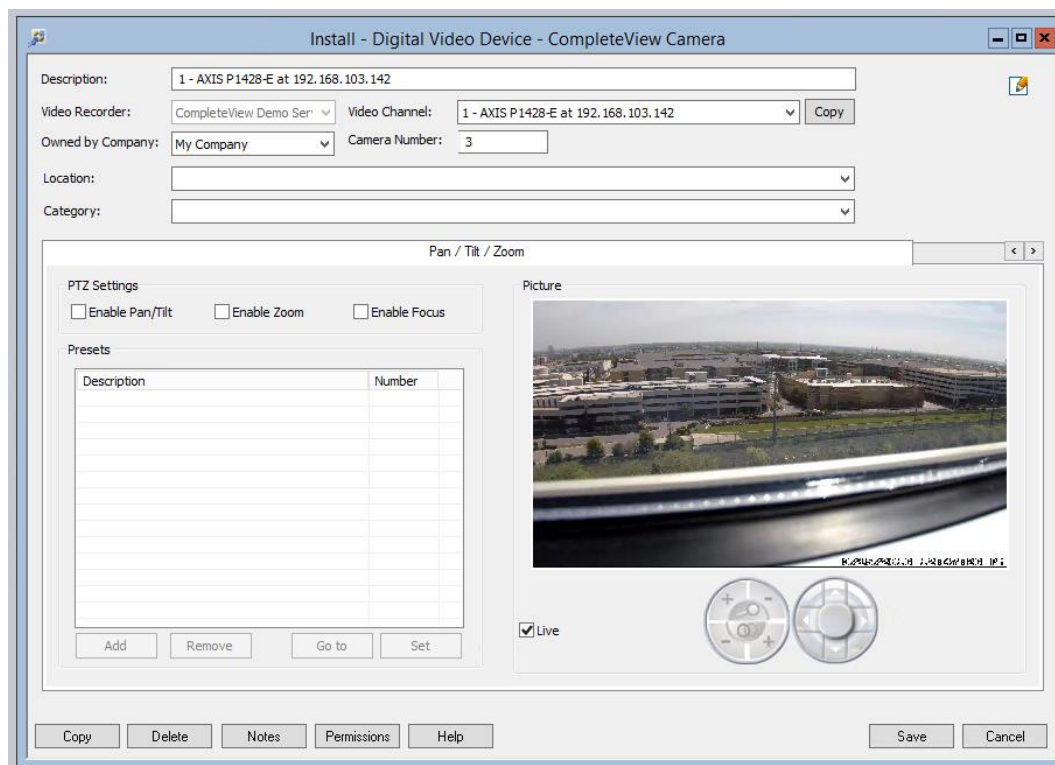 Install - Digital Video Device - CompleteView Camera
Description: 1 - AXIS P1428-E at 192.168.103.142
Video Recorder: CompleteView Demo Ser Video Channel: 1 - AXIS P1428-E at 192.168.103.142 Copy
Owned by Company: My Company Camera Number: 3
Location:
Category:
Pan / Tilt / Zoom
PTZ Settings
Enable Pan/Tilt Enable Zoom Enable Focus
Presets
Description Number
Add Remove Go to Set
Picture
Live
Copy Delete Notes Permissions Help Save Cancel